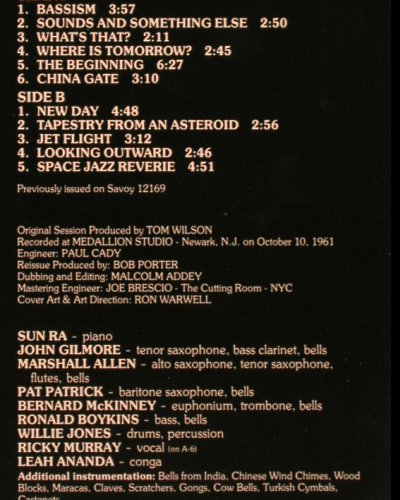 1. BASSISM 3:57
2. SOUNDS AND SOMETHING ELSE 2:50
3. WHAT'S THAT? 2:11
4. WHERE IS TOMORROW? 2:45
5. THE BEGINNING 6:27
6. CHINA GATE 3:10
SIDE B
1. NEW DAY 4:48
2. TAPESTRY FROM AN ASTEROID 2:56
3. JET FLIGHT 3:12
4. LOOKING OUTWARD 2:46
5. SPACE JAZZ REVERIE 4:51
Previously issued on Savoy 12169
Original Session Produced by TOM WILSON
Recorded at MEDALLION STUDIO - Newark, N.J. on October 10, 1961
Engineer: PAUL CADY
Reissue Produced by: BOB PORTER
Dubbing and Editing: MALCOLM ADDEY
Mastering Engineer: JOE BRESCIO - The Cutting Room - NYC
Cover Art & Art Direction: RON WARWELL
SUN RA - piano
JOHN GILMORE - tenor saxophone, bass clarinet, bells
MARSHALL ALLEN - alto saxophone, tenor saxophone,
flutes, bells
PAT PATRICK - baritone saxophone, bells
BERNARD McKINNEY - euphonium, trombone, bells
RONALD BOYKINS - bass, bells
WILLIE JONES - drums, percussion
RICKY MURRAY - vocal (on A-6)
LEAH ANANDA - conga
Additional instrumentation: Bells from India, Chinese Wind Chimes, Wood
Blocks, Maracas, Claves, Scratchers, Gongs, Cow Bells, Turkish Cymbals,
Castanets